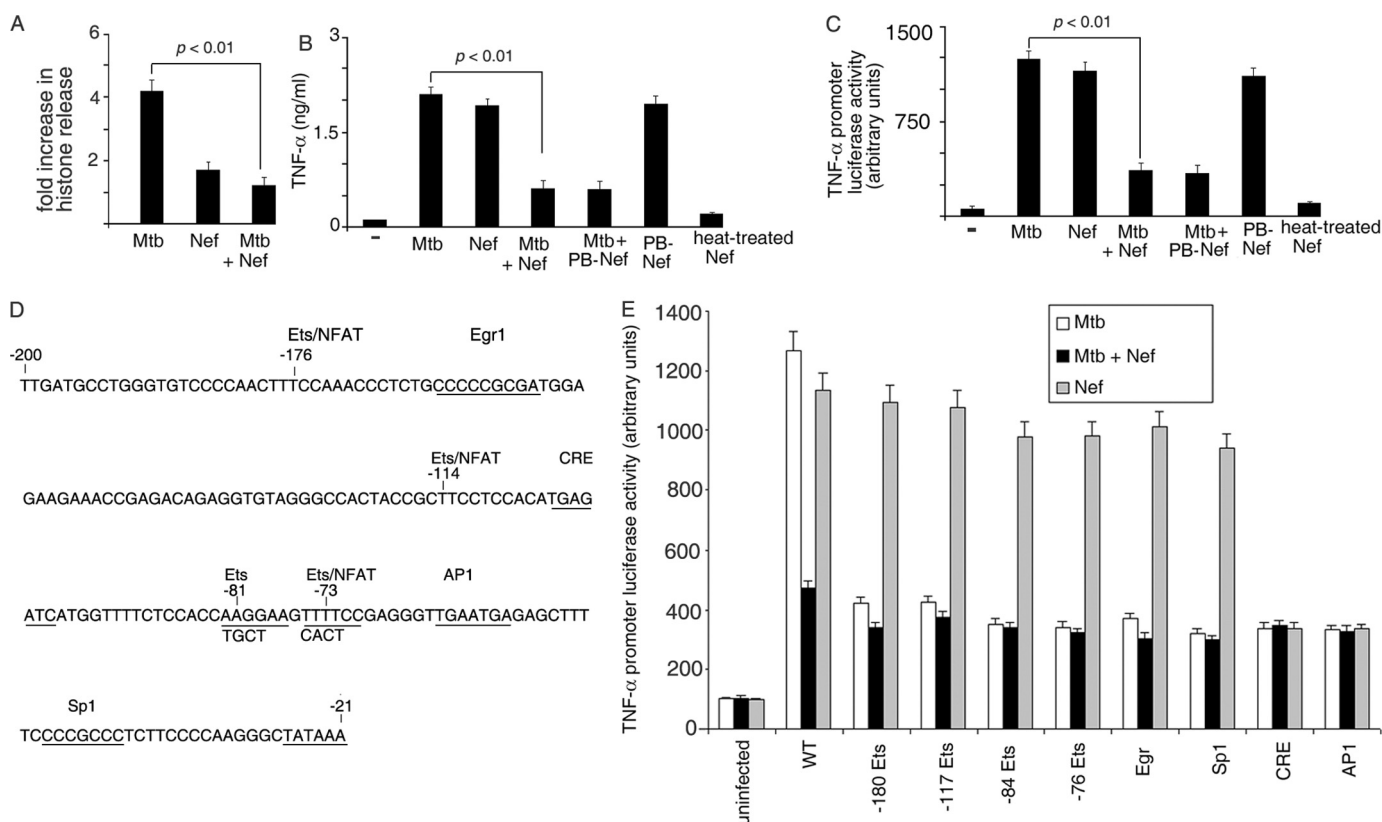 A
fold increase in
histone release
6
4
2
p < 0.01
Mtb
Nef
Mtb
+ Nef
B
TNF-α (ng/ml)
3
1.5
0
p < 0.01
-
Mtb
Nef
Mtb
+ Nef
Mtb+
PB-Nef
PB-
Nef
heat-treated
Nef
C
TNF-α promoter
luciferase activity
(arbitrary units)
1500
750
p < 0.01
-
Mtb
Nef
Mtb
+ Nef
Mtb+
PB-Nef
PB-
Nef
heat-treated
Nef
D
Ets/NFAT Egr1
-200 -176
TTGATGCCTGGGTGTCCCCAACTTTCCAAACCCTCTGCCCCCGCGATGGA
Ets/NFAT CRE
-114
GAAGAAACCGAGACAGAGGTGTAGGGCCACTACCGCTTCCTCCACATGAG
Ets Ets/NFAT AP1
-81 -73
ATCATGGTTTTCTCCACCAAGGAAGTTTTCCGAGGGTTGAATGAGAGCTTT
TGCT CACT
Sp1 -21
TCCCCGCCCTCTTCCCCAAGGGCTATAAA
E
TNF-α promoter luciferase activity (arbitrary units)
1400
1200
1000
800
600
400
200
0
Mtb
Mtb + Nef
Nef
uninfected
WT
-180 Ets
-117 Ets
-84 Ets
-76 Ets
Egr
Sp1
CRE
AP1